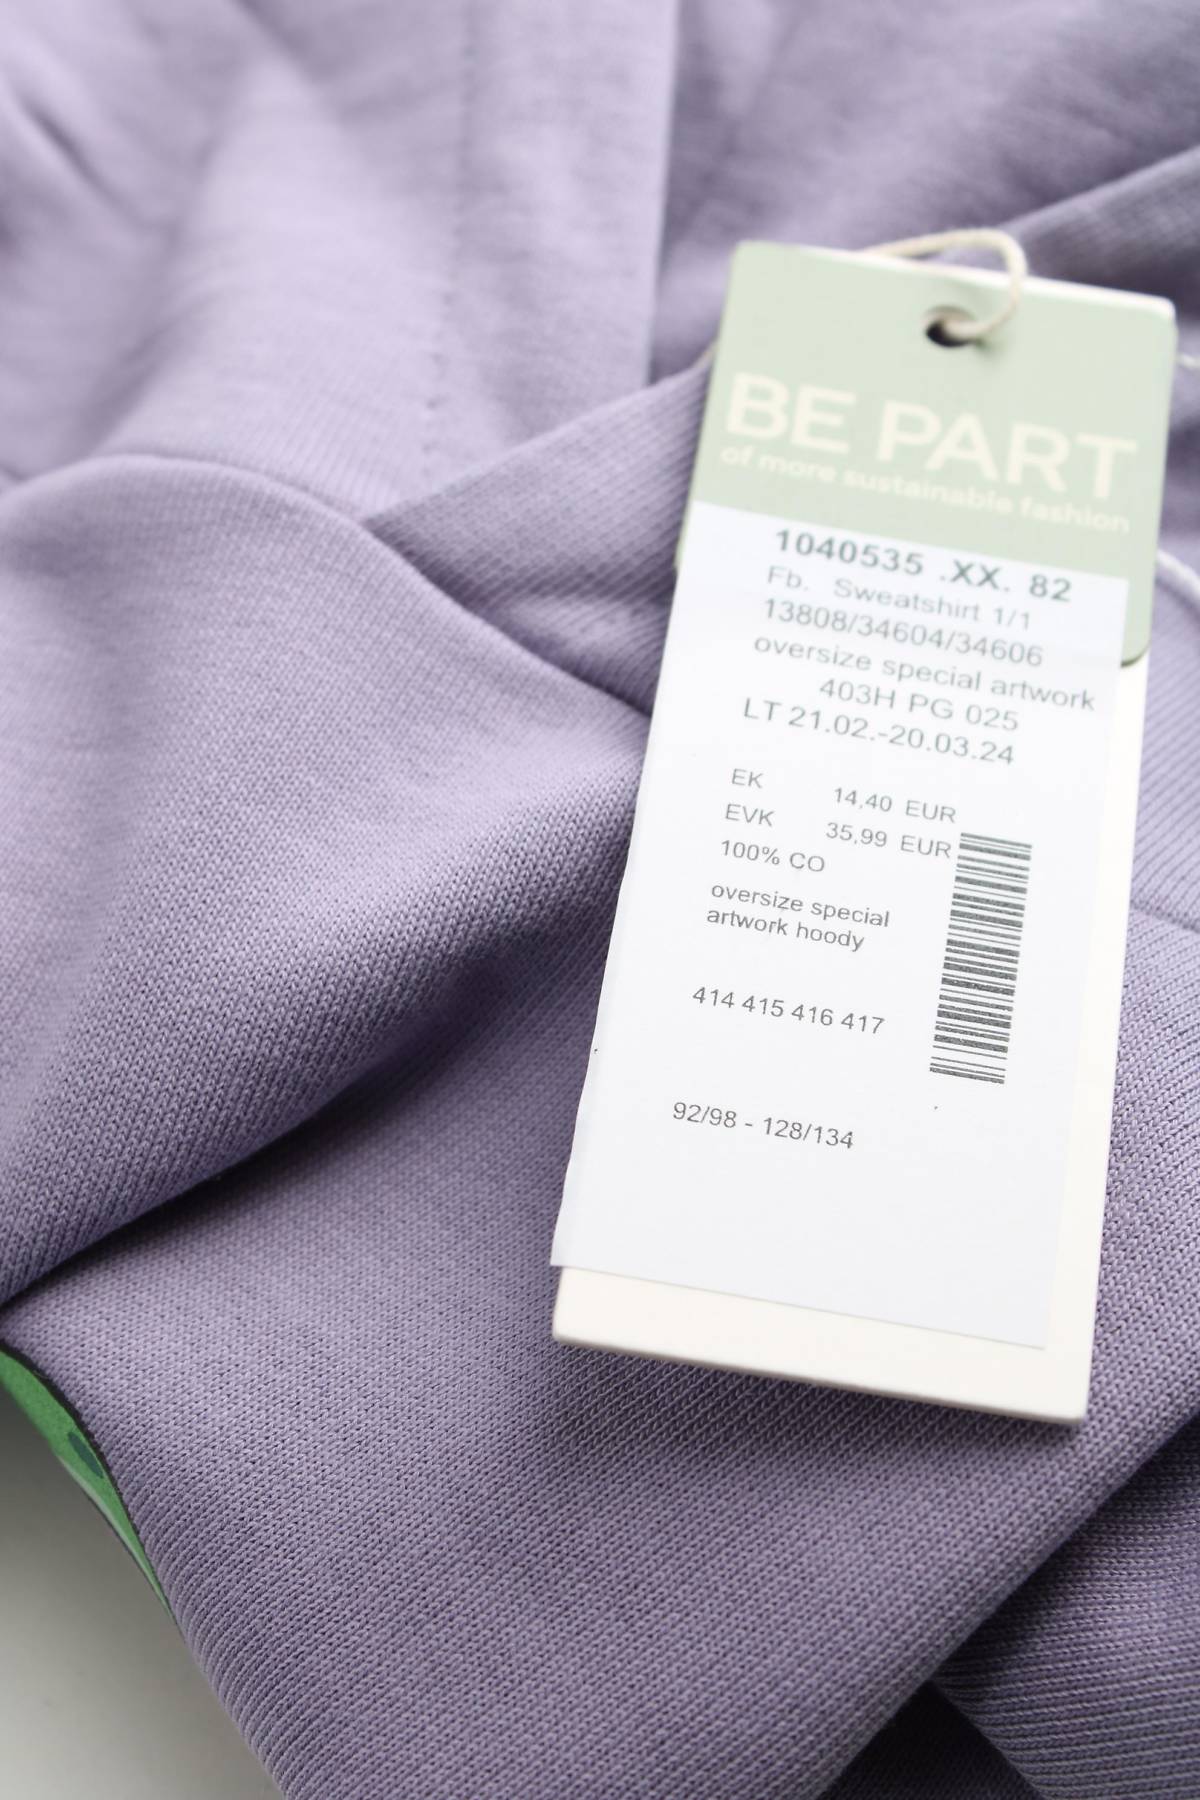 BE PART
of more sustainable fashion
1040535 .XX. 82
Fb. Sweatshirt 1/1
13808/34604/34606
oversize special artwork
403H PG 025
LT 21.02.-20.03.24
EK 14,40 EUR
EVK 35,99 EUR
100% CO
oversize special
artwork hoody
414 415 416 417
92/98 - 128/134